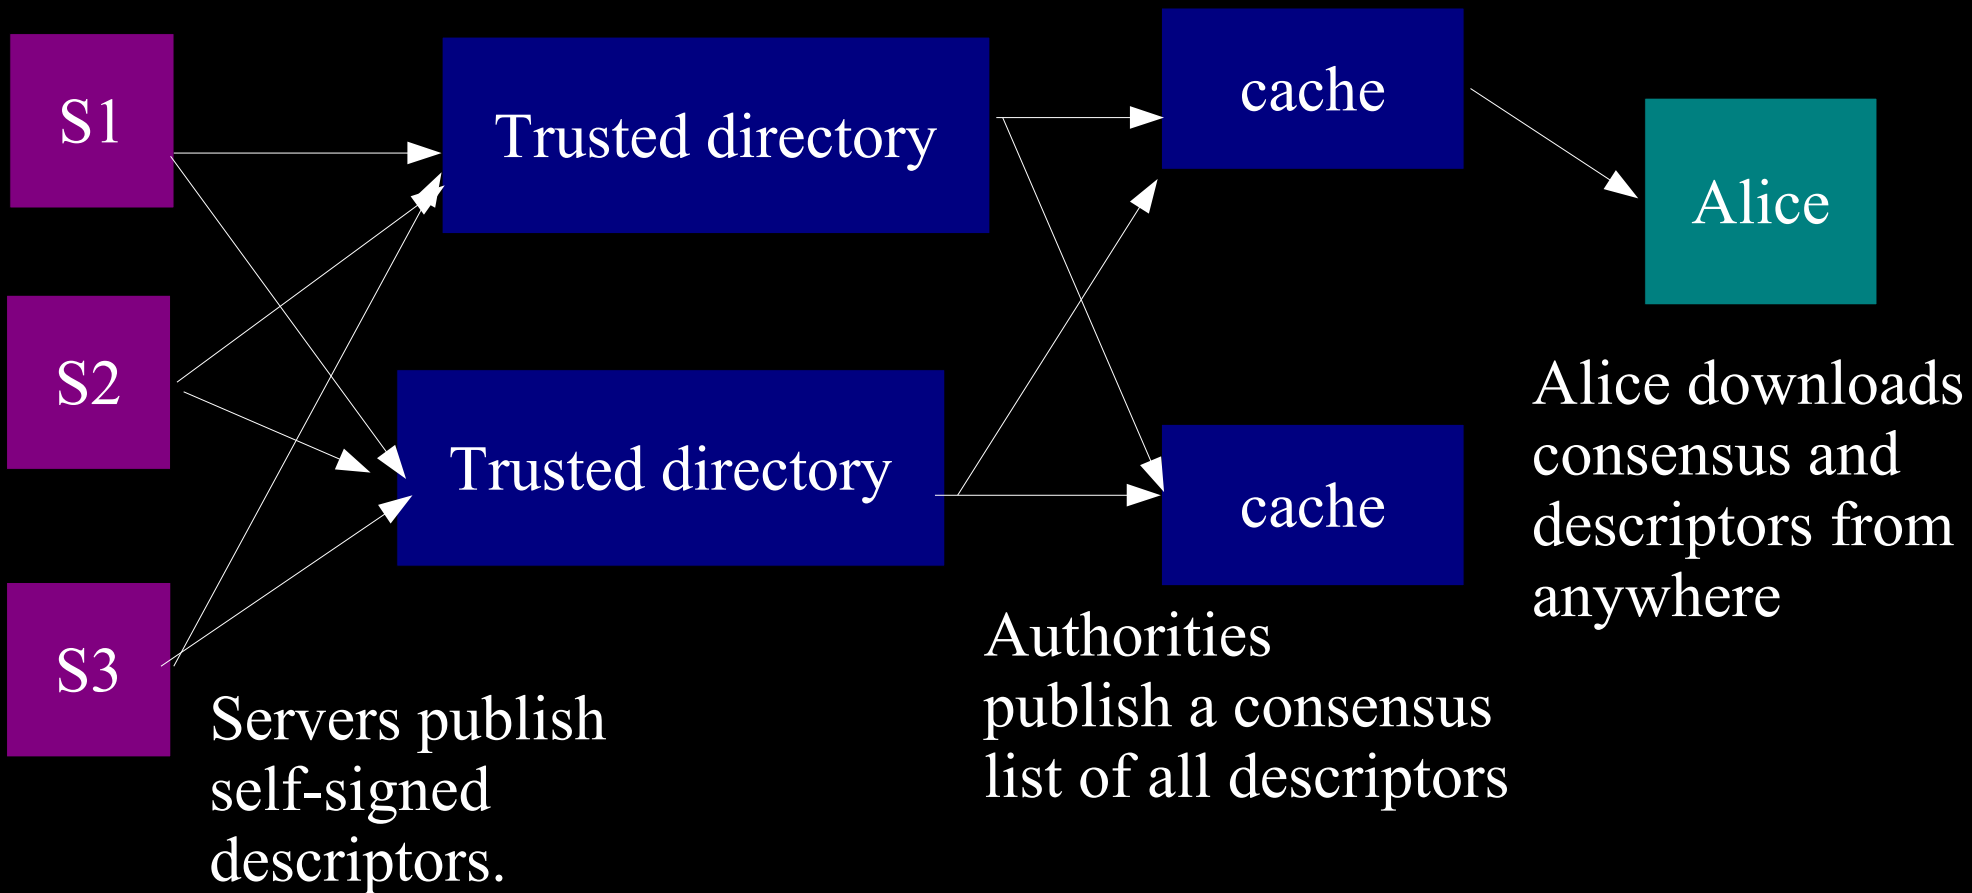 S1
S2
S3
Trusted directory
Trusted directory
cache
cache
Alice
Servers publish
self-signed
descriptors.
Authorities
publish a consensus
list of all descriptors
Alice downloads
consensus and
descriptors from
anywhere